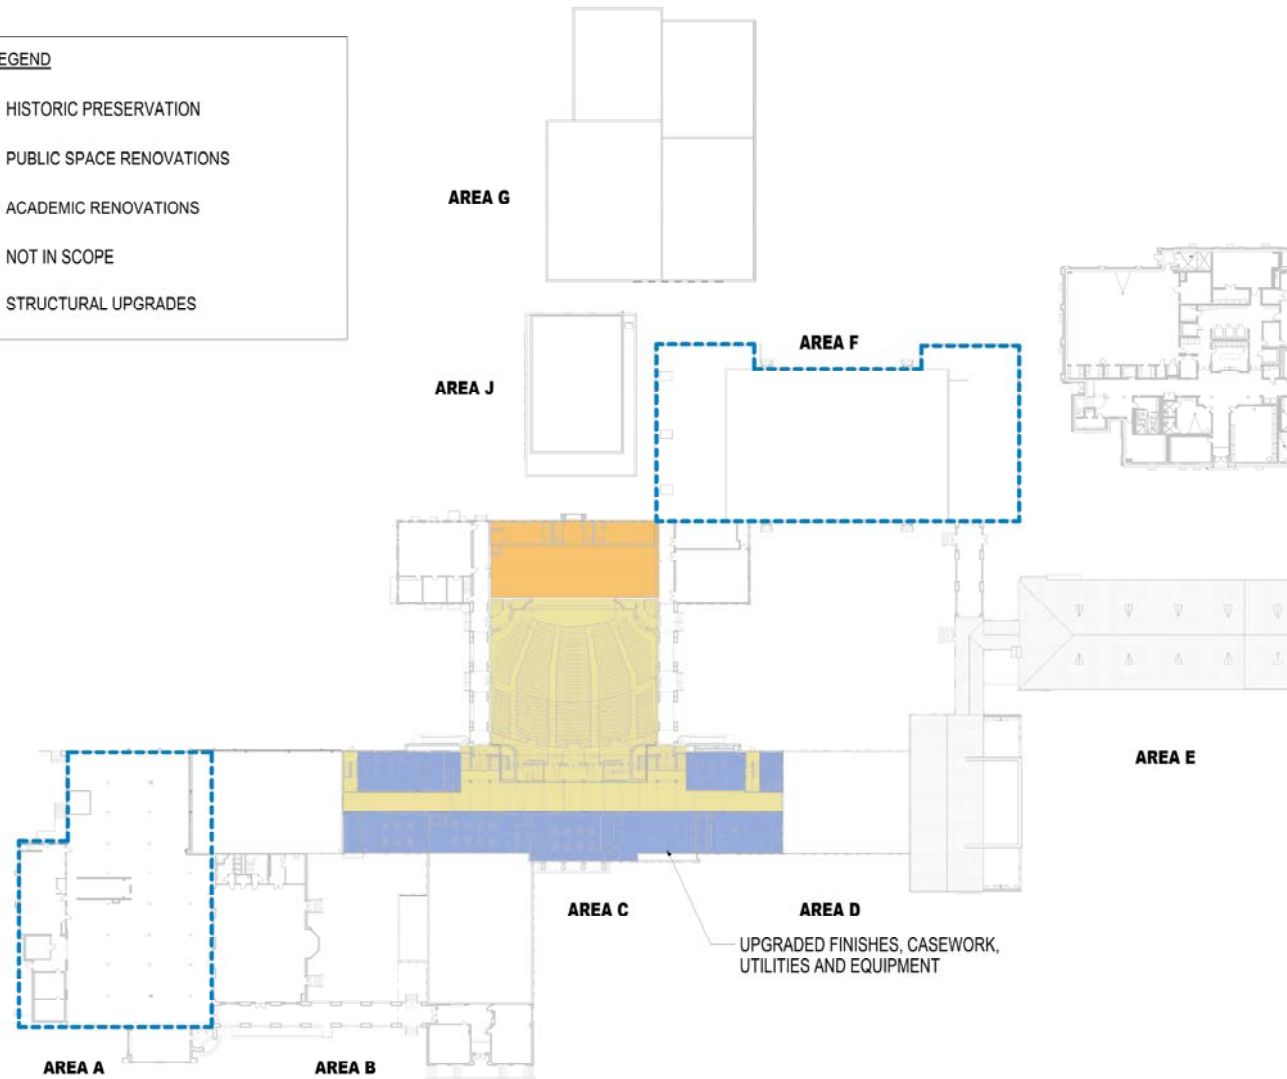 EGEND
HISTORIC PRESERVATION
PUBLIC SPACE RENOVATIONS
ACADEMIC RENOVATIONS
NOT IN SCOPE
STRUCTURAL UPGRADES
AREA G
AREA F
AREA J
AREA E
AREA C
AREA D
UPGRADED FINISHES, CASEWORK,
UTILITIES AND EQUIPMENT
AREA A
AREA B